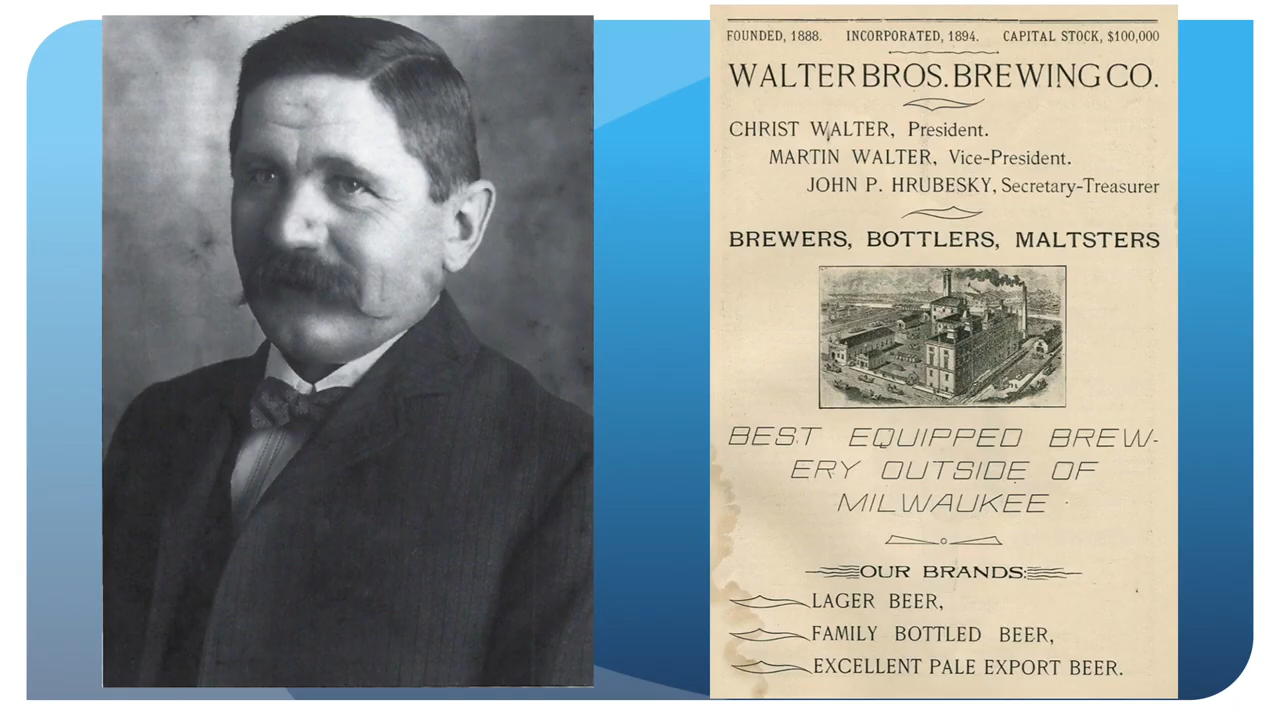 FOUNDED, 1888. INCORPORATED, 1894. CAPITAL STOCK, $100,000
WALTER BROS. BREWING CO.
CHRIST WALTER, President.
MARTIN WALTER, Vice-President.
JOHN P. HRUBESKY, Secretary-Treasurer
BREWERS, BOTTLERS, MALTSTERS
BEST EQUIPPED BREW-
ERY OUTSIDE OF
MILWAUKEE
OUR BRANDS:
LAGER BEER,
FAMILY BOTTLED BEER,
EXCELLENT PALE EXPORT BEER.